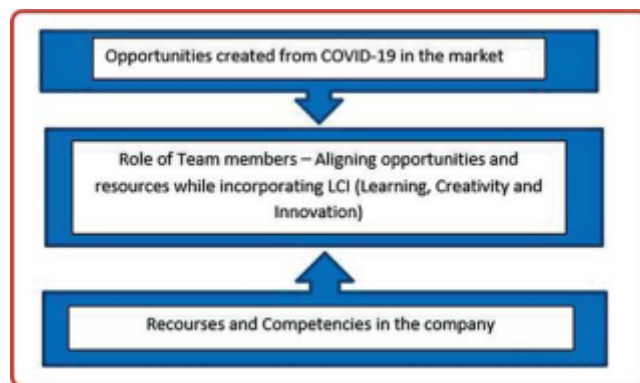 Opportunities created from COVID-19 in the market
Role of Team members – Aligning opportunities and
resources while incorporating LCI (Learning, Creativity and
Innovation)
Recourses and Competencies in the company